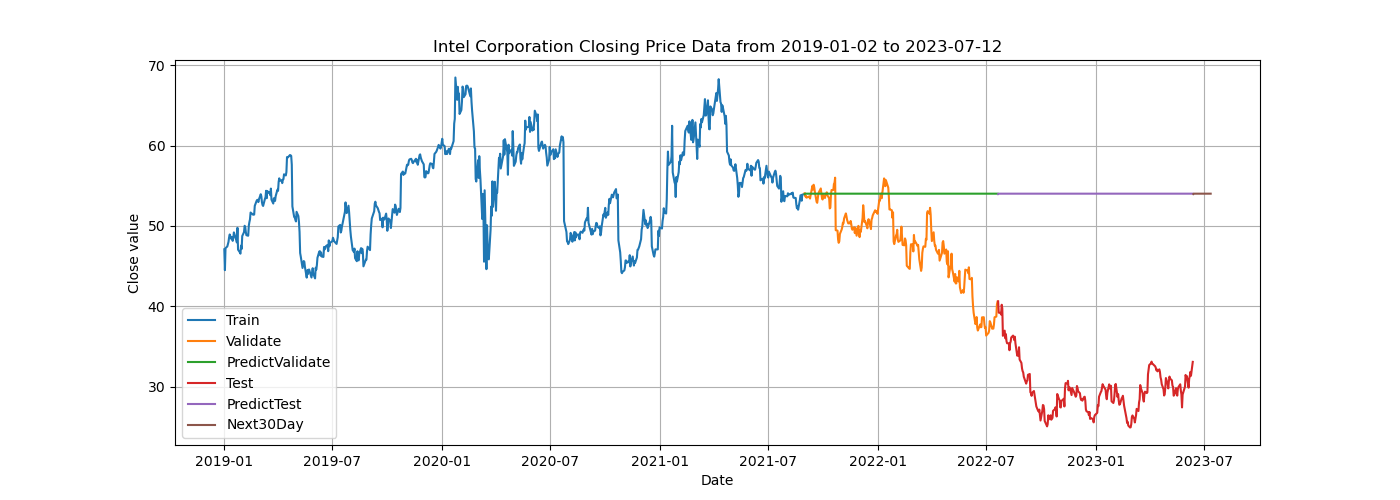 Intel Corporation Closing Price Data from 2019-01-02 to 2023-07-12
70
60
50
40
30
Close value
Train
Validate
PredictValidate
Test
PredictTest
Next30Day
2019-01 2019-07 2020-01 2020-07 2021-01 2021-07 2022-01 2022-07 2023-01 2023-07
Date